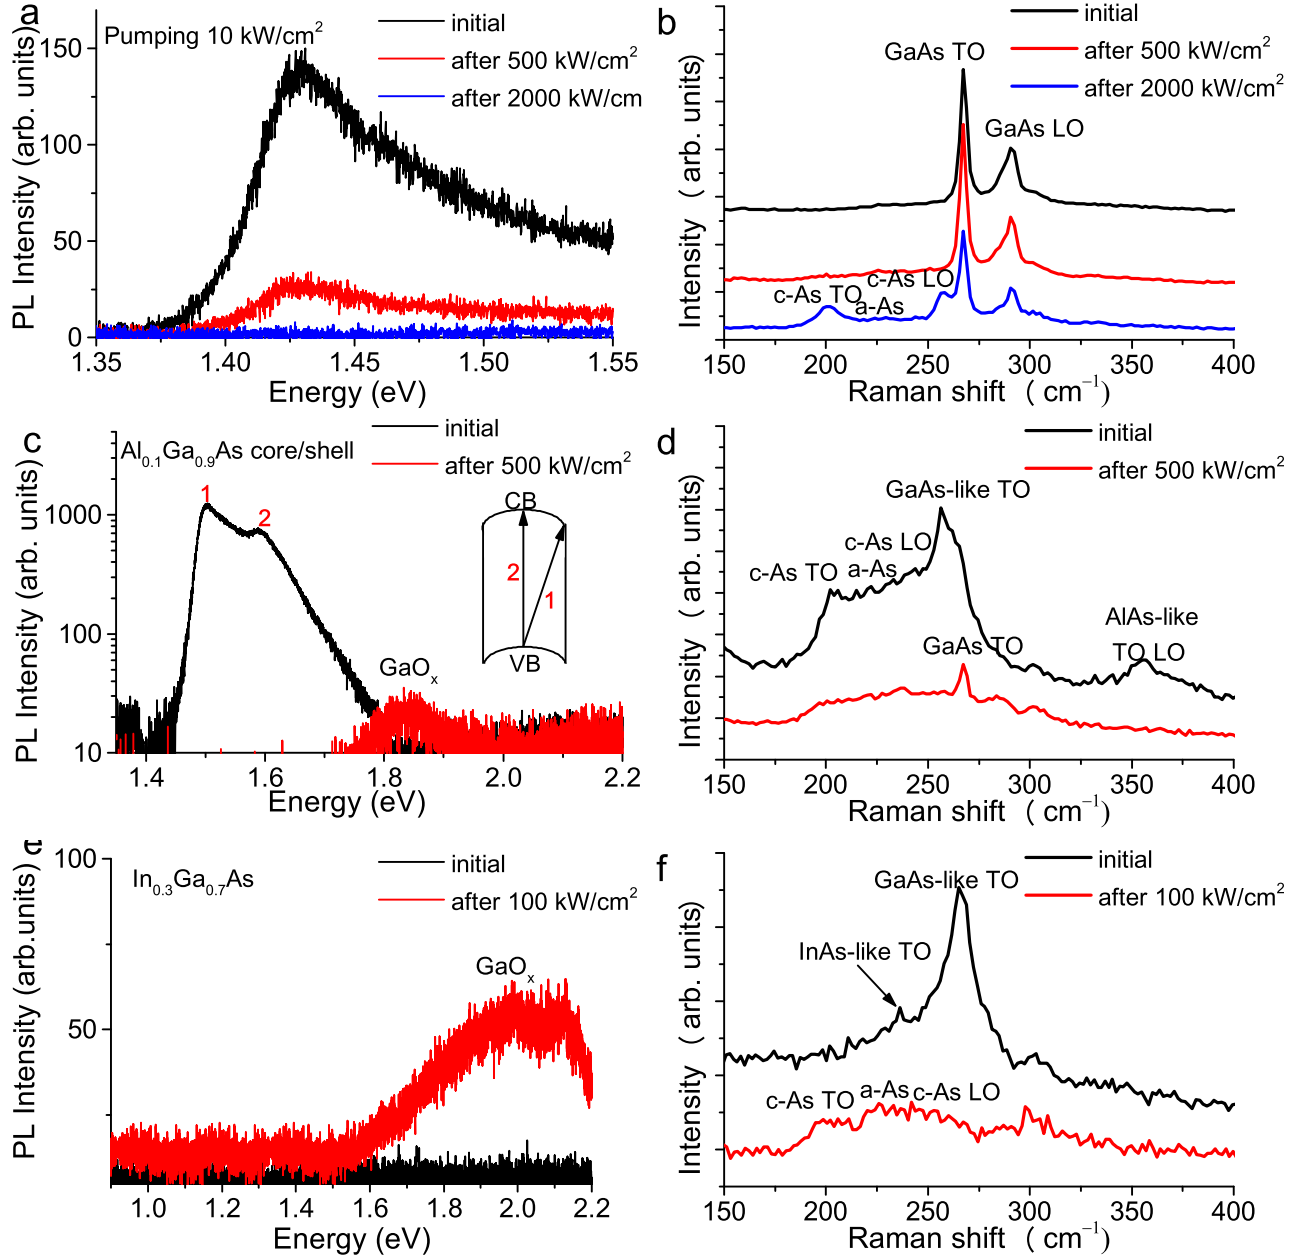 a
Pumping 10 kW/cm²
initial
after 500 kW/cm²
after 2000 kW/cm
PL Intensity (arb. units)
150
100
50
0
1.35 1.40 1.45 1.50 1.55
Energy (eV)
b
initial
after 500 kW/cm²
after 2000 kW/cm²
GaAs TO
GaAs LO
c-As LO
c-As TO
a-As
Intensity ( arb. units)
150 200 250 300 350 400
Raman shift ( cm⁻¹)
c
Al₀.₁Ga₀.₉As core/shell
initial
after 500 kW/cm²
1
2
CB
2
1
VB
GaOₓ
PL Intensity (arb. units)
1000
100
10
1.4 1.6 1.8 2.0 2.2
Energy (eV)
d
initial
after 500 kW/cm²
GaAs-like TO
c-As LO
c-As TO
a-As
AlAs-like
TO LO
GaAs TO
Intensity ( arb. units)
150 200 250 300 350 400
Raman shift ( cm⁻¹)
In₀.₃Ga₀.₇As
initial
after 100 kW/cm²
GaOₓ
PL Intensity (arb.units)
100
50
1.0 1.2 1.4 1.6 1.8 2.0 2.2
Energy (eV)
f
initial
after 100 kW/cm²
GaAs-like TO
InAs-like TO
c-As TO
a-As
c-As LO
Intensity ( arb. units)
150 200 250 300 350 400
Raman shift ( cm⁻¹)